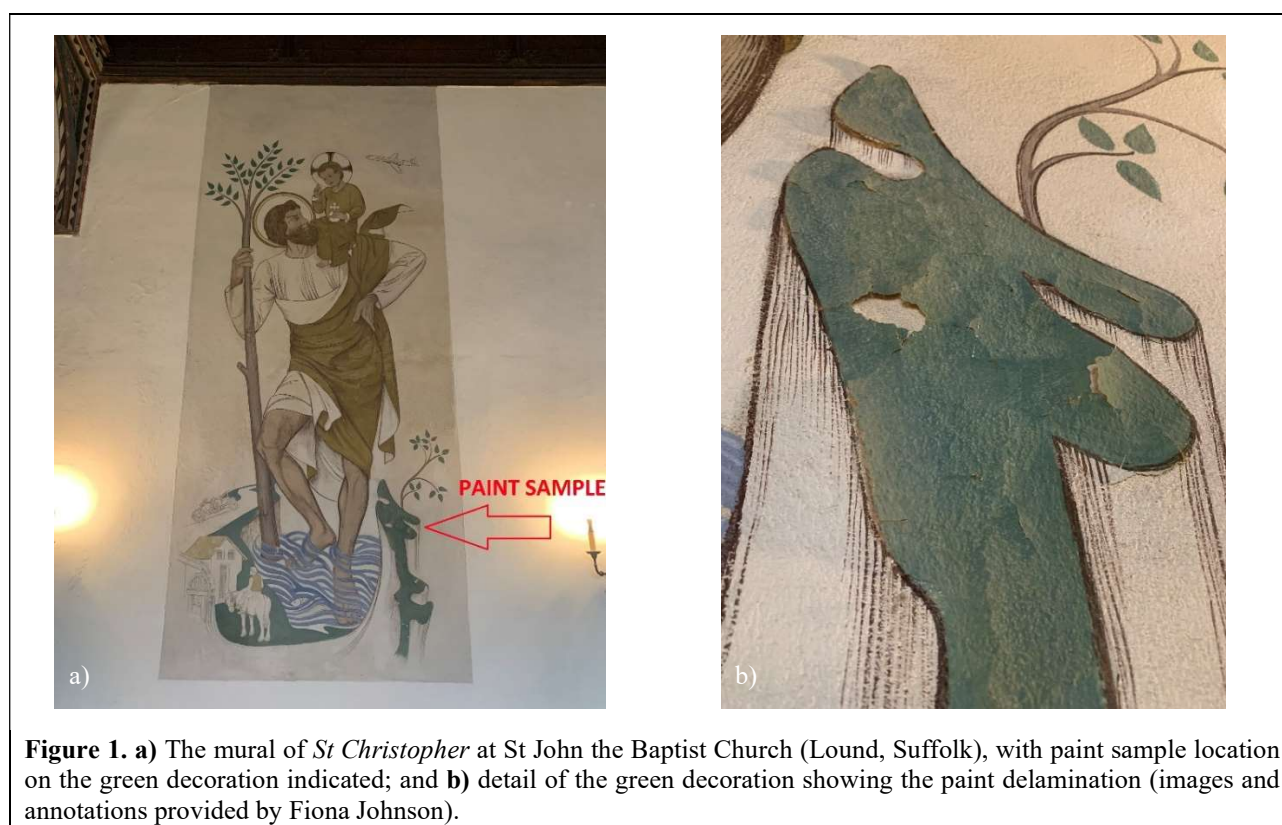 PAINT SAMPLE
a)
b)
Figure 1. a) The mural of St Christopher at St John the Baptist Church (Lound, Suffolk), with paint sample location
on the green decoration indicated; and b) detail of the green decoration showing the paint delamination (images and
annotations provided by Fiona Johnson).